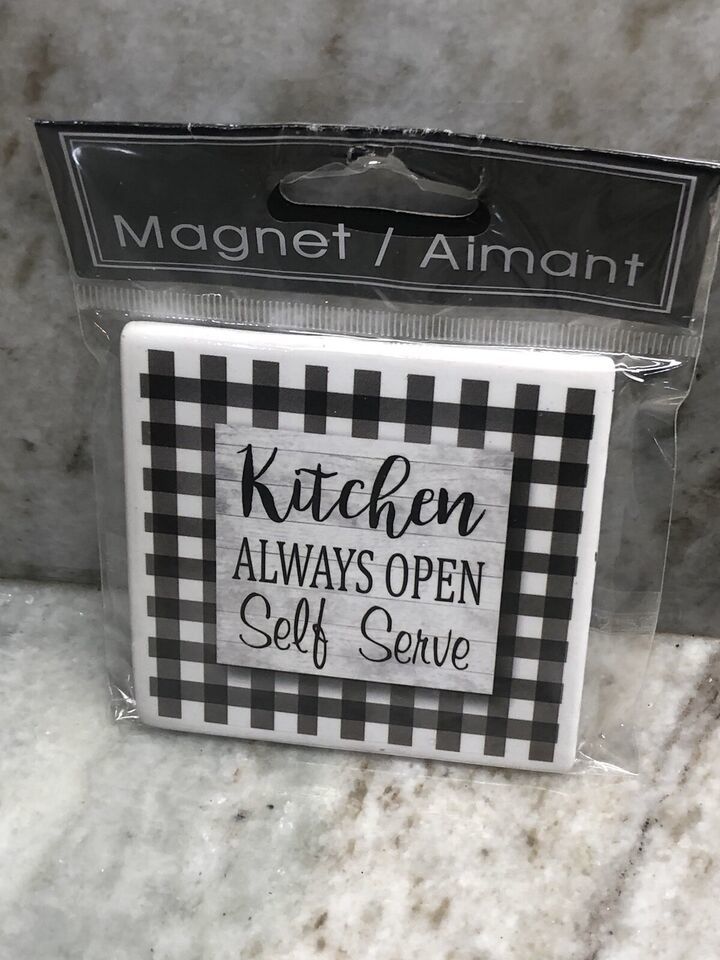 Magnet / Aimant
Kitchen
ALWAYS OPEN
Self Serve